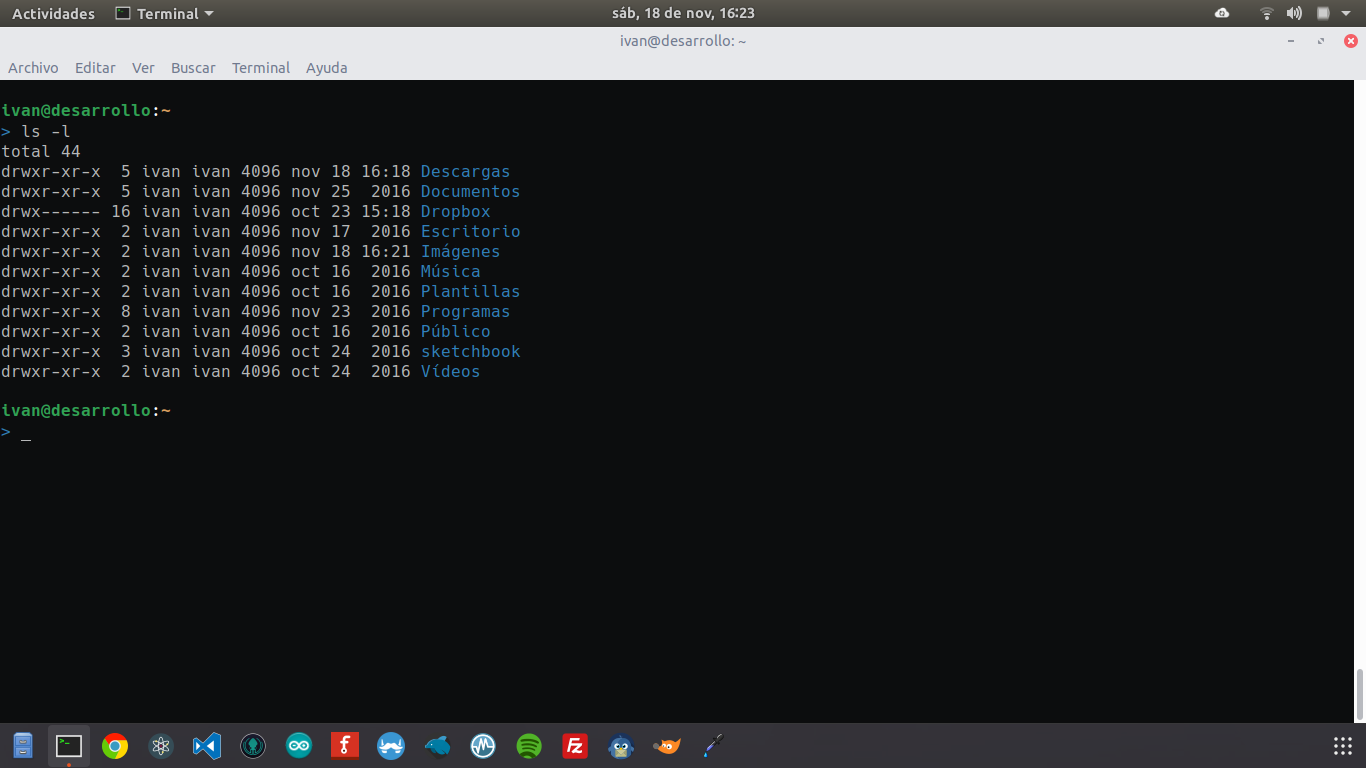 Actividades Terminal sáb, 18 de nov, 16:23
ivan@desarrollo: ~
Archivo Editar Ver Buscar Terminal Ayuda
ivan@desarrollo:~
> ls -l
total 44
drwxr-xr-x  5 ivan ivan 4096 nov 18 16:18 Descargas
drwxr-xr-x  5 ivan ivan 4096 nov 25  2016 Documentos
drwx------ 16 ivan ivan 4096 oct 23 15:18 Dropbox
drwxr-xr-x  2 ivan ivan 4096 nov 17  2016 Escritorio
drwxr-xr-x  2 ivan ivan 4096 nov 18 16:21 Imágenes
drwxr-xr-x  2 ivan ivan 4096 oct 16  2016 Música
drwxr-xr-x  2 ivan ivan 4096 oct 16  2016 Plantillas
drwxr-xr-x  8 ivan ivan 4096 nov 23  2016 Programas
drwxr-xr-x  2 ivan ivan 4096 oct 16  2016 Público
drwxr-xr-x  3 ivan ivan 4096 oct 24  2016 sketchbook
drwxr-xr-x  2 ivan ivan 4096 oct 24  2016 Vídeos
ivan@desarrollo:~
> _